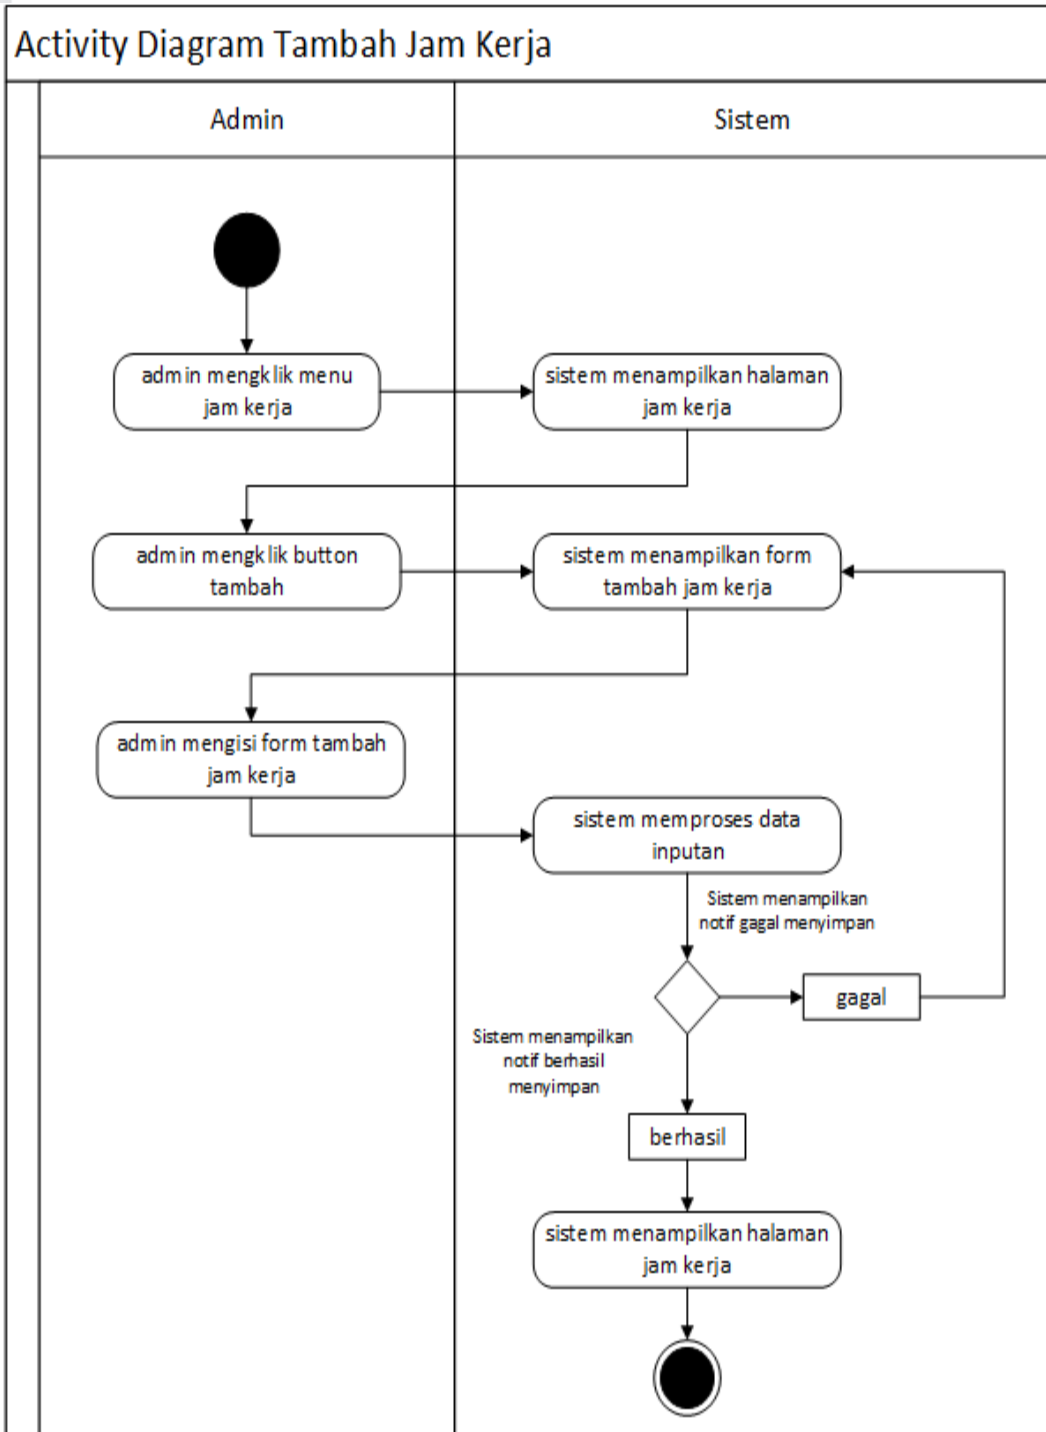 Activity Diagram Tambah Jam Kerja
Admin
Sistem
admin mengklik menu
jam kerja
sistem menampilkan halaman
jam kerja
admin mengklik button
tambah
sistem menampilkan form
tambah jam kerja
admin mengisi form tambah
jam kerja
sistem memproses data
inputan
Sistem menampilkan
notif gagal menyimpan
gagal
Sistem menampilkan
notif berhasil
menyimpan
berhasil
sistem menampilkan halaman
jam kerja